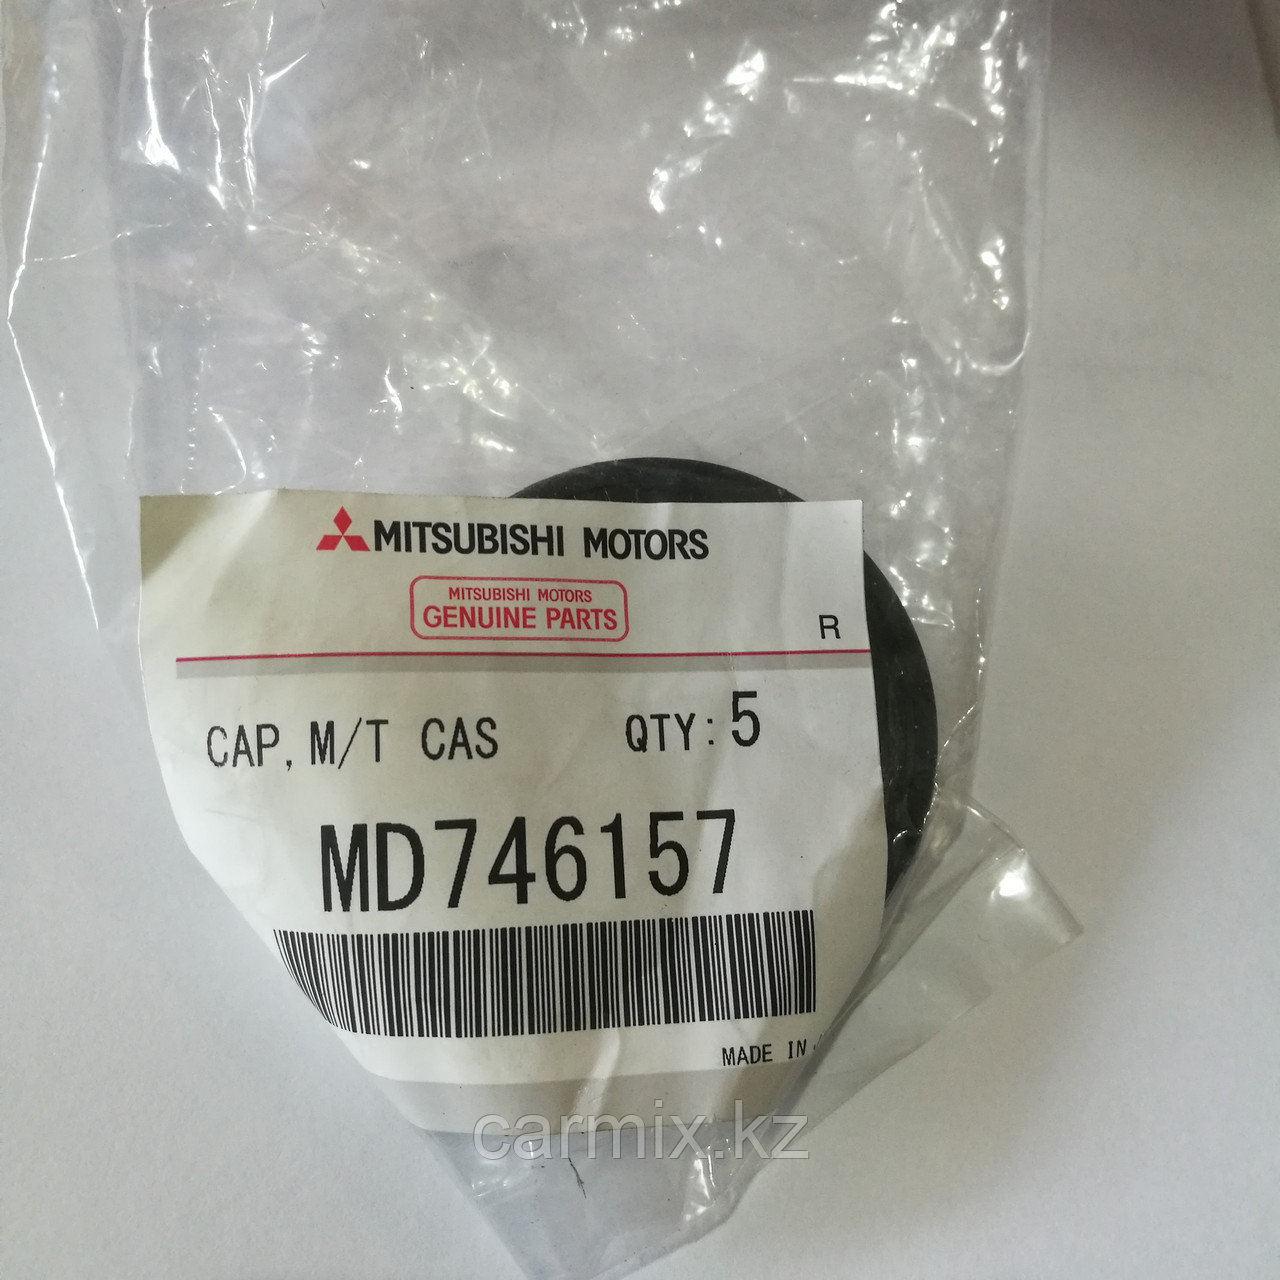 MITSUBISHI MOTORS
MITSUBISHI MOTORS
GENUINE PARTS
R
CAP, M/T CAS QTY: 5
MD746157
MADE IN
carmix.kz